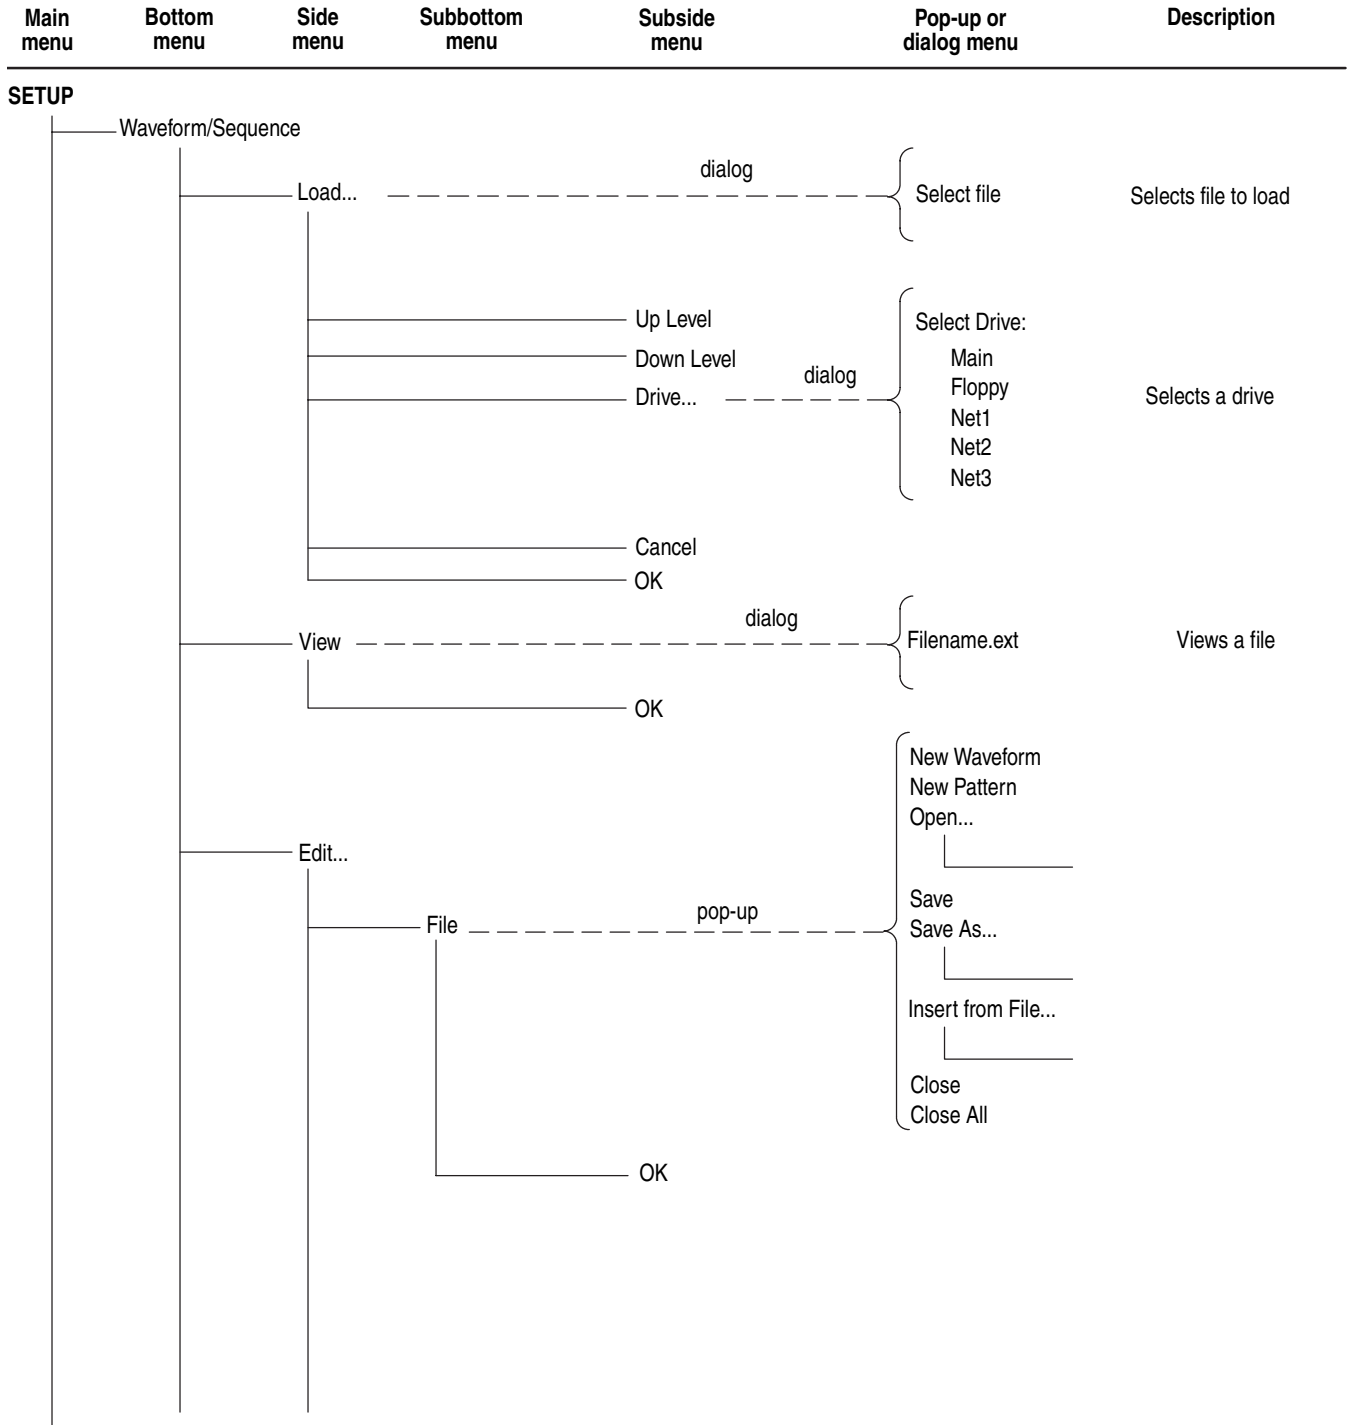 Main menu
Bottom menu
Side menu
Subbottom menu
Subside menu
Pop-up or dialog menu
Description
SETUP
Waveform/Sequence
Load...
dialog
Select file
Selects file to load
Up Level
Down Level
Drive...
dialog
Select Drive:
Main
Floppy
Net1
Net2
Net3
Selects a drive
Cancel
OK
View
dialog
Filename.ext
Views a file
OK
Edit...
File
pop-up
New Waveform
New Pattern
Open...
Save
Save As...
Insert from File...
Close
Close All
OK